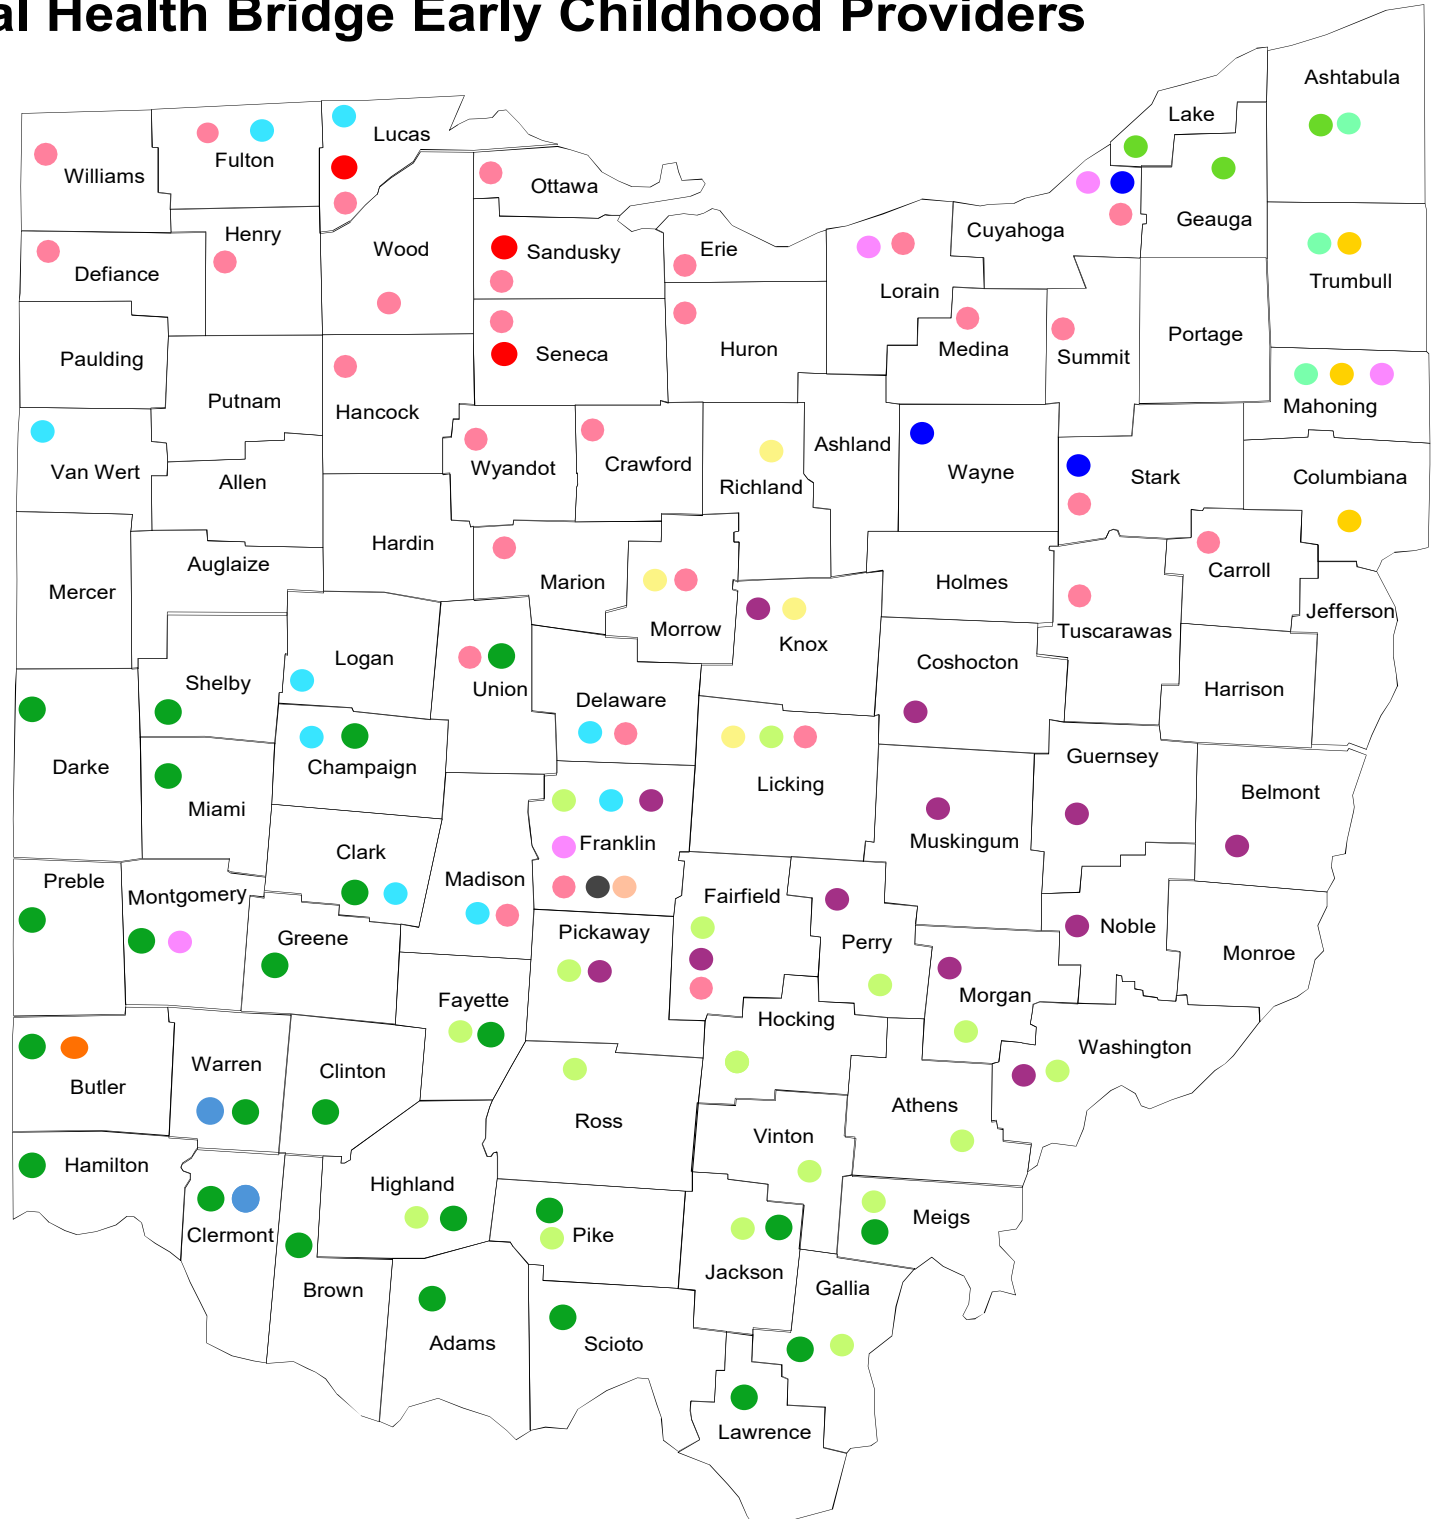 al Health Bridge Early Childhood Providers
Ashtabula
Lake
Lucas
Fulton
Williams
Ottawa
Geauga
Cuyahoga
Henry
Wood
Sandusky
Erie
Defiance
Trumbull
Lorain
Portage
Huron
Medina
Seneca
Summit
Paulding
Putnam
Mahoning
Hancock
Ashland
Crawford
Wyandot
Van Wert
Wayne
Stark
Columbiana
Allen
Richland
Hardin
Auglaize
Carroll
Marion
Holmes
Mercer
Jefferson
Morrow
Tuscarawas
Knox
Logan
Coshocton
Shelby
Union
Harrison
Delaware
Guernsey
Darke
Champaign
Licking
Belmont
Miami
Muskingum
Franklin
Clark
Madison
Preble
Montgomery
Fairfield
Noble
Pickaway
Greene
Perry
Monroe
Morgan
Fayette
Hocking
Washington
Warren
Clinton
Butler
Athens
Ross
Vinton
Hamilton
Highland
Meigs
Clermont
Pike
Jackson
Gallia
Brown
Adams
Scioto
Lawrence